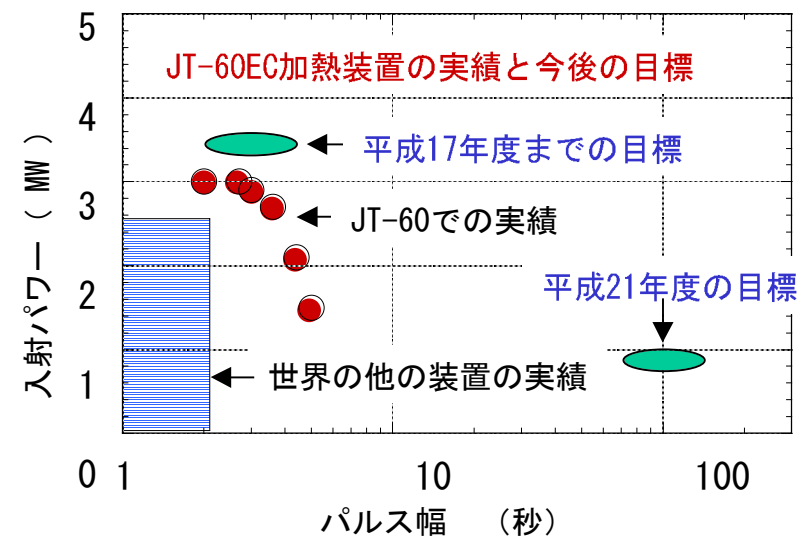 5
JT-60EC加熱装置の実績と今後の目標
4
平成17年度までの目標
3
JT-60での実績
2
平成21年度の目標
1
世界の他の装置の実績
0
入射パワー ( MW )
1 10 100
パルス幅 (秒)